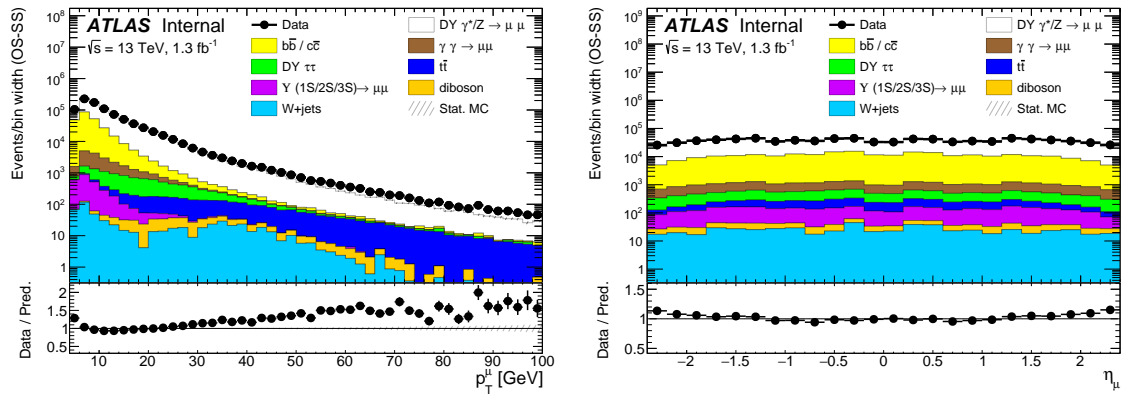 ATLAS Internal
√s = 13 TeV, 1.3 fb⁻¹
Data
bb̄ / cc̄
DY ττ
Υ (1S/2S/3S)→ μμ
W+jets
DY γ*/Z → μ μ
γ γ → μμ
tt̄
diboson
Stat. MC
Events/bin width (OS-SS)
10⁸
10⁷
10⁶
10⁵
10⁴
10³
10²
10
1
Data / Pred.
2
1.5
1
0.5
10 20 30 40 50 60 70 80 90 100
p_T^μ [GeV]
ATLAS Internal
√s = 13 TeV, 1.3 fb⁻¹
Data
bb̄ / cc̄
DY ττ
Υ (1S/2S/3S)→ μμ
W+jets
DY γ*/Z → μ μ
γ γ → μμ
tt̄
diboson
Stat. MC
Events/bin width (OS-SS)
10⁹
10⁸
10⁷
10⁶
10⁵
10⁴
10³
10²
10
1
Data / Pred.
1.5
1
0.5
−2 −1.5 −1 −0.5 0 0.5 1 1.5 2
η_μ